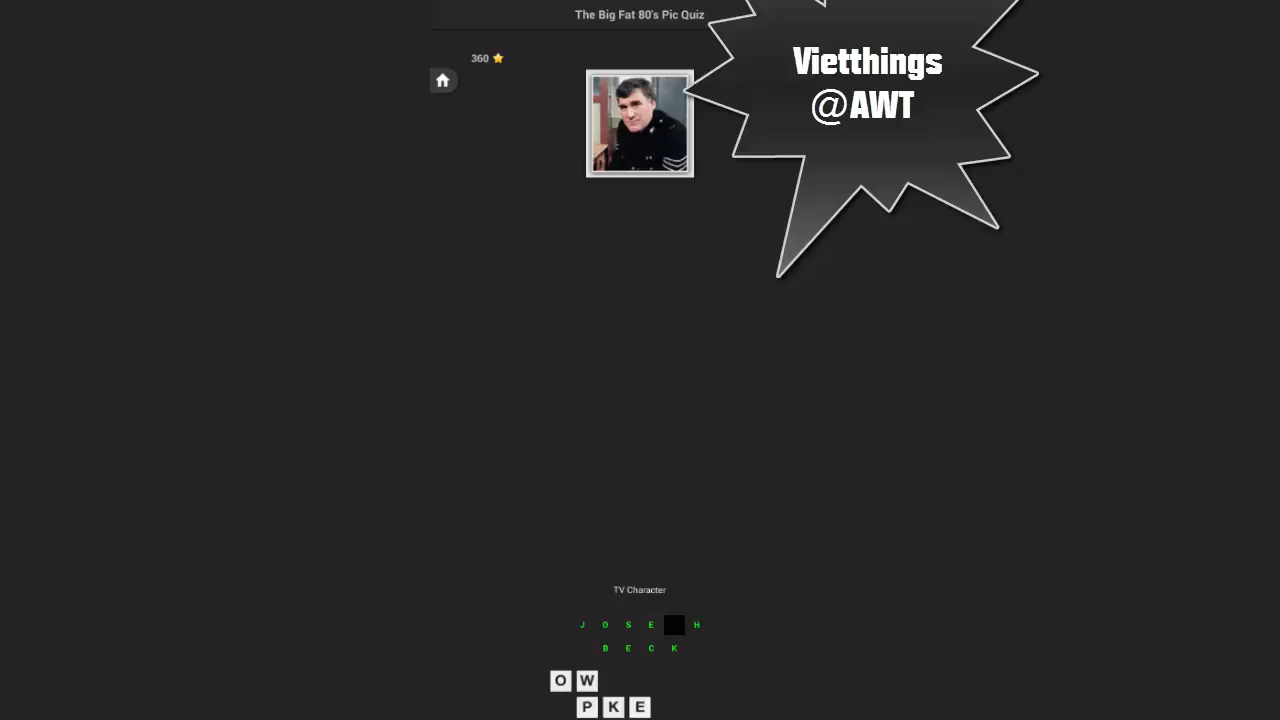 The Big Fat 80's Pic Quiz
360
Vietthings
@AWT
TV Character
J O S E H
B E C K
O W
P K E